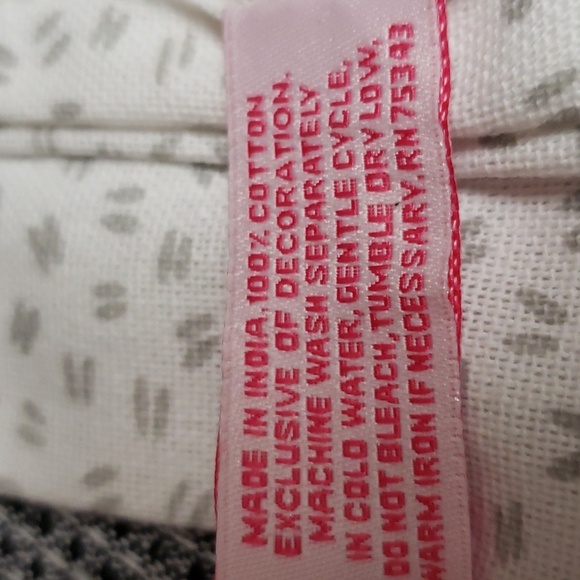 MADE IN INDIA.100% COTTON
EXCLUSIVE OF DECORATION.
MACHINE WASH SEPARATELY
IN COLD WATER, GENTLE CYCLE,
DO NOT BLEACH, TUMBLE DRY LOW,
WARM IRON IF NECESSARY.RN 75343